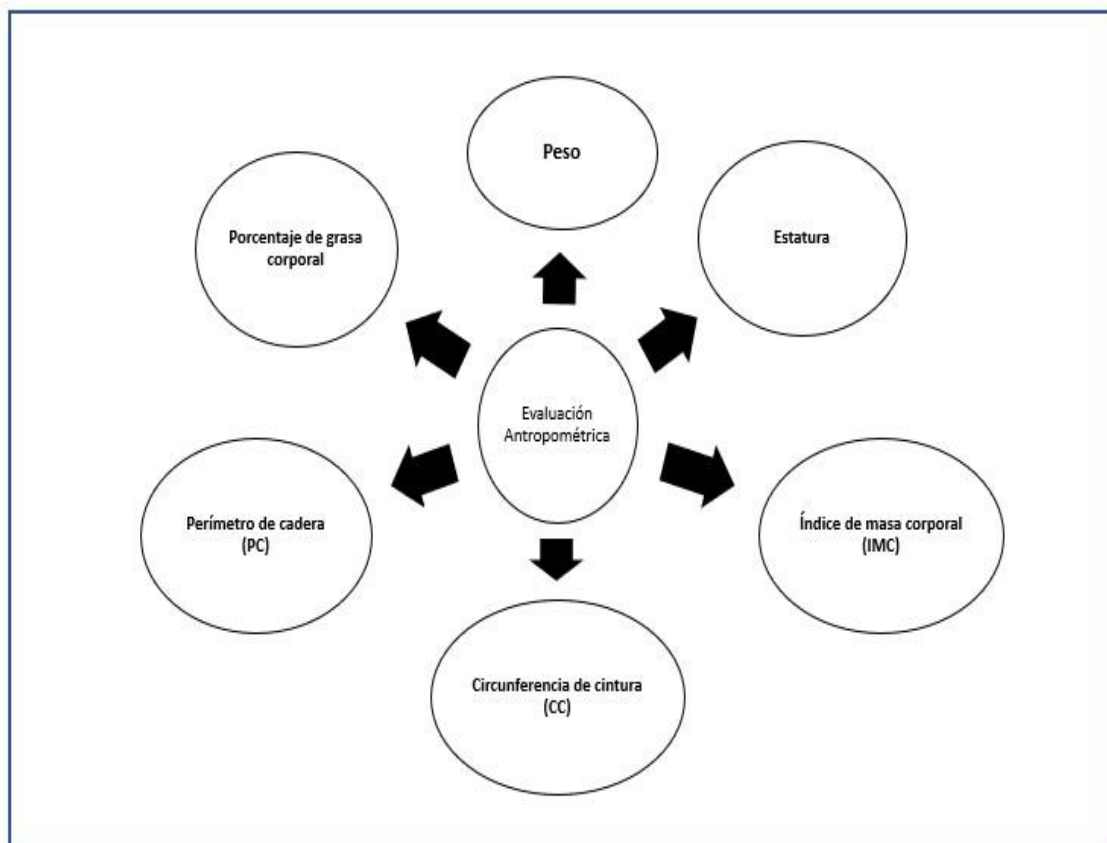 Peso
Estatura
Porcentaje de grasa
corporal
Evaluación
Antropométrica
Perímetro de cadera
(PC)
Índice de masa corporal
(IMC)
Circunferencia de cintura
(CC)